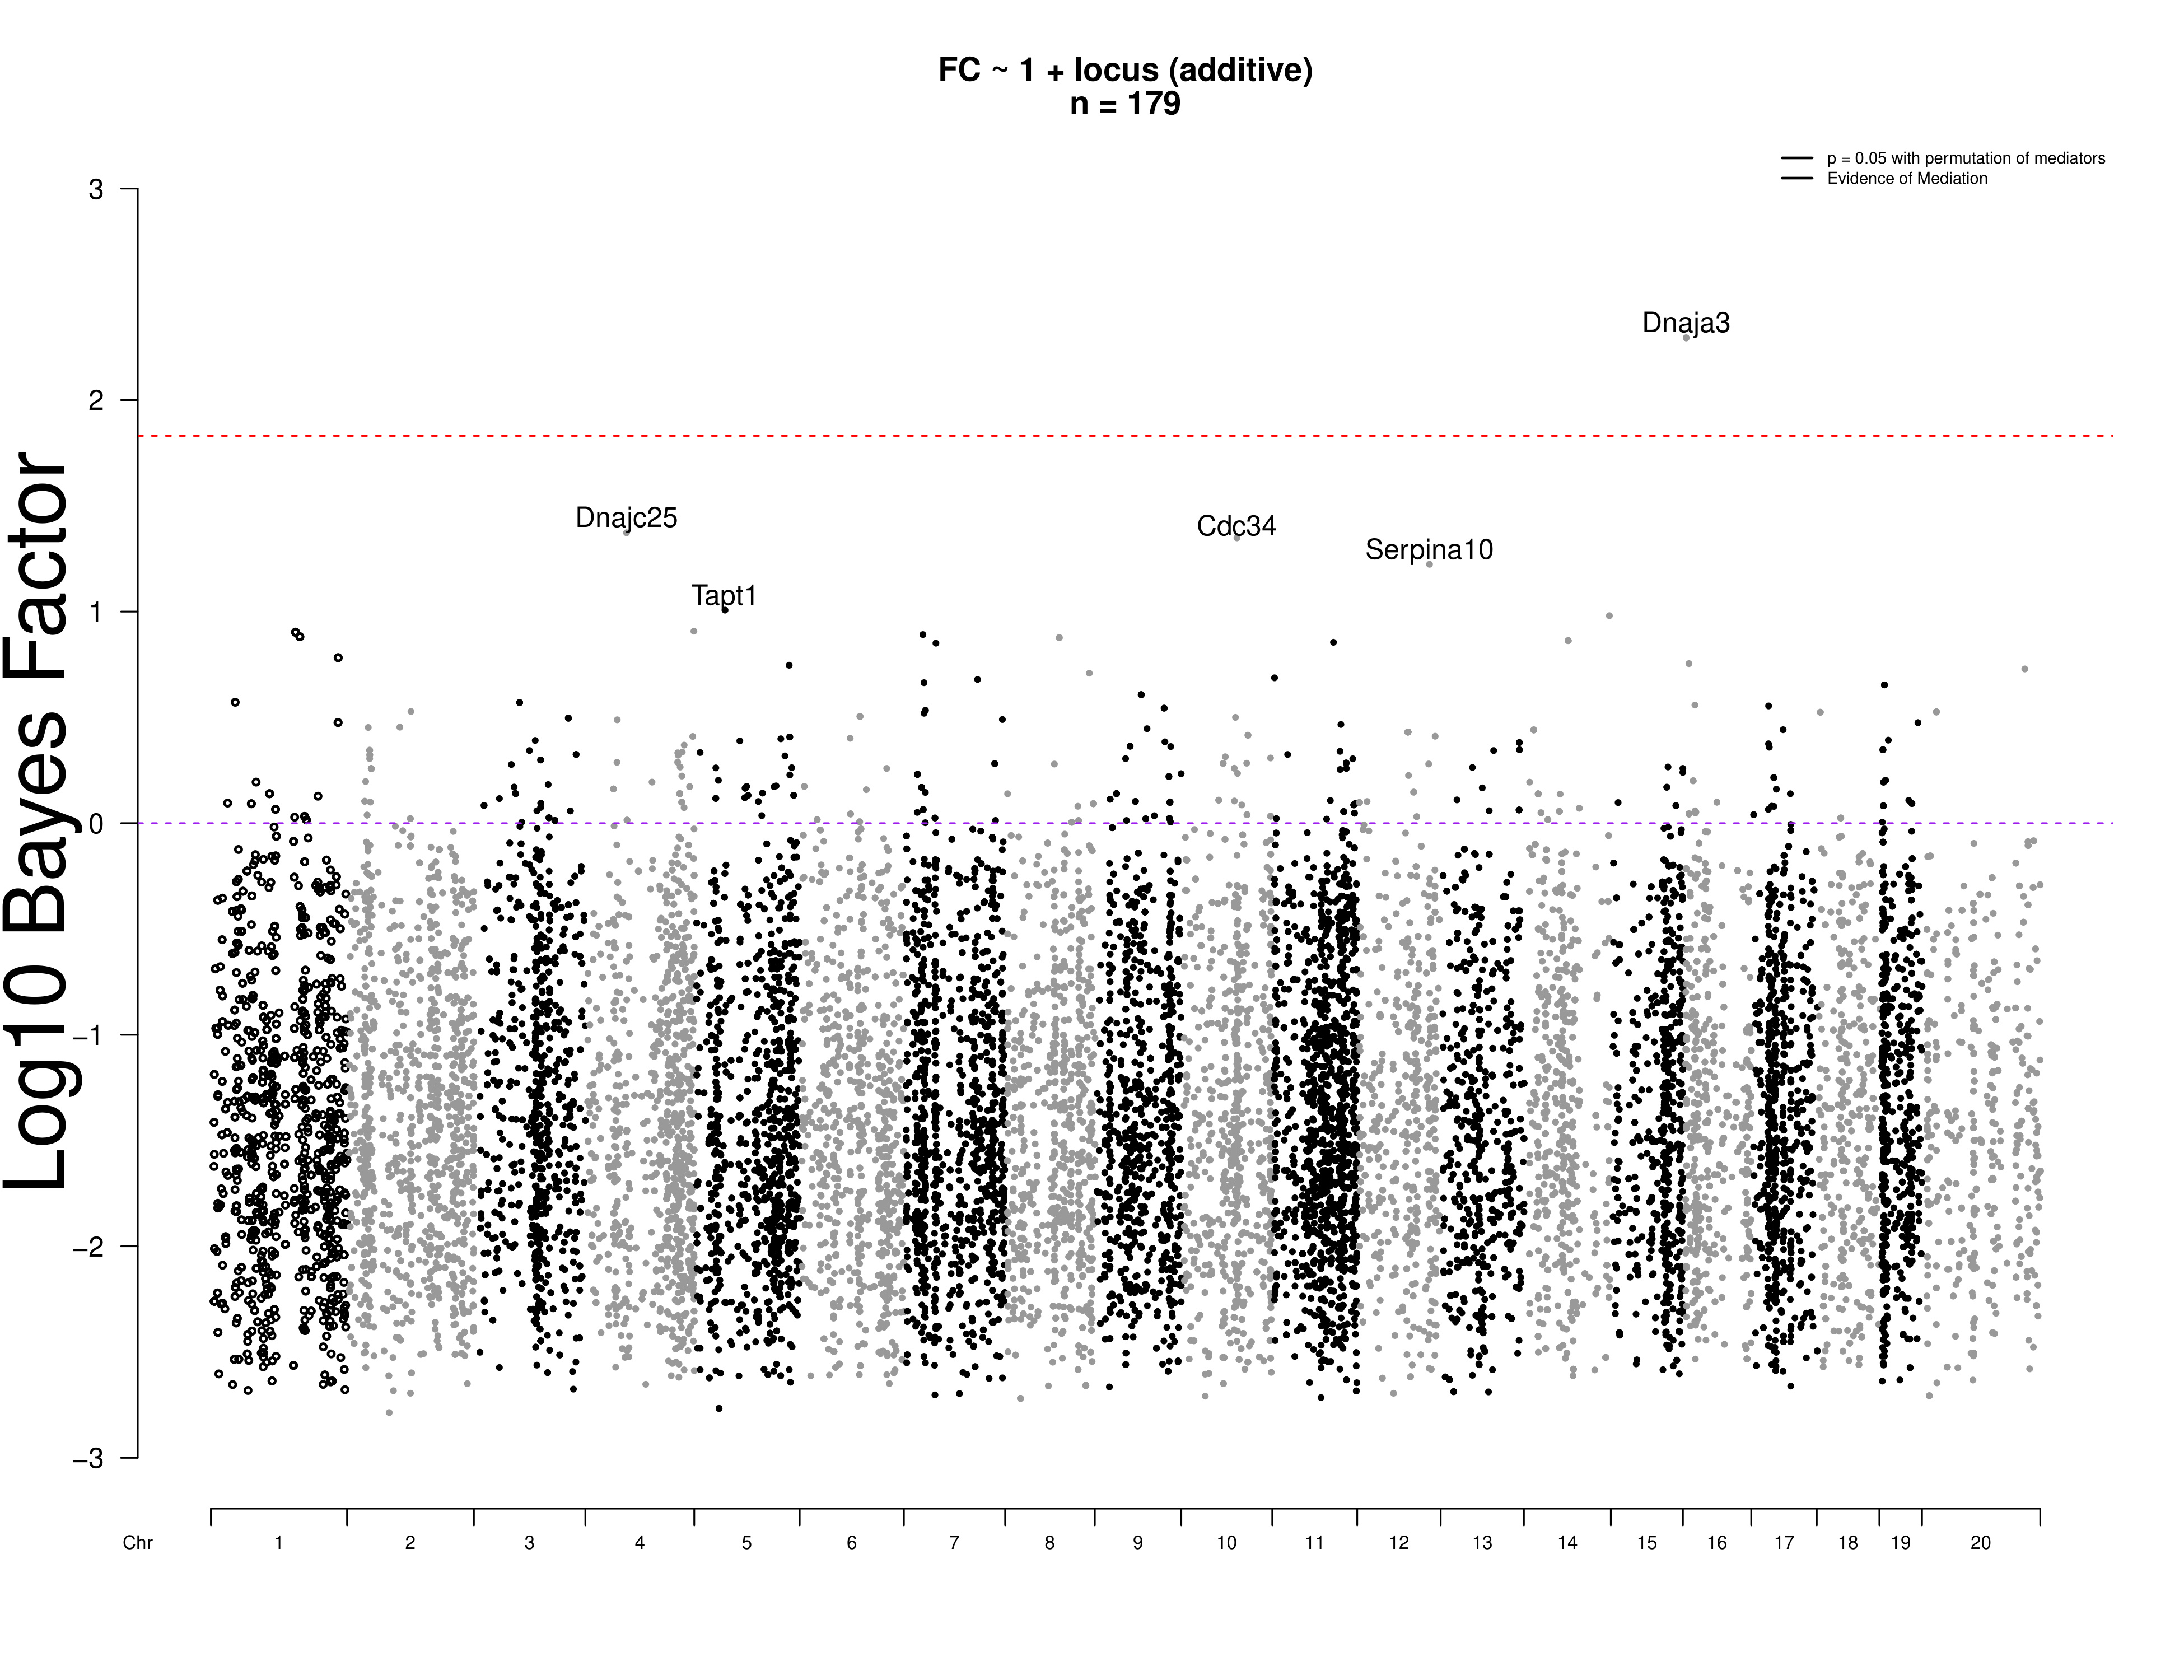 FC ~ 1 + locus (additive)
n = 179
p = 0.05 with permutation of mediators
Evidence of Mediation
Log10 Bayes Factor
3
2
1
0
−1
−2
−3
Dnaja3
Dnajc25
Cdc34
Serpina10
Tapt1
Chr 1 2 3 4 5 6 7 8 9 10 11 12 13 14 15 16 17 18 19 20